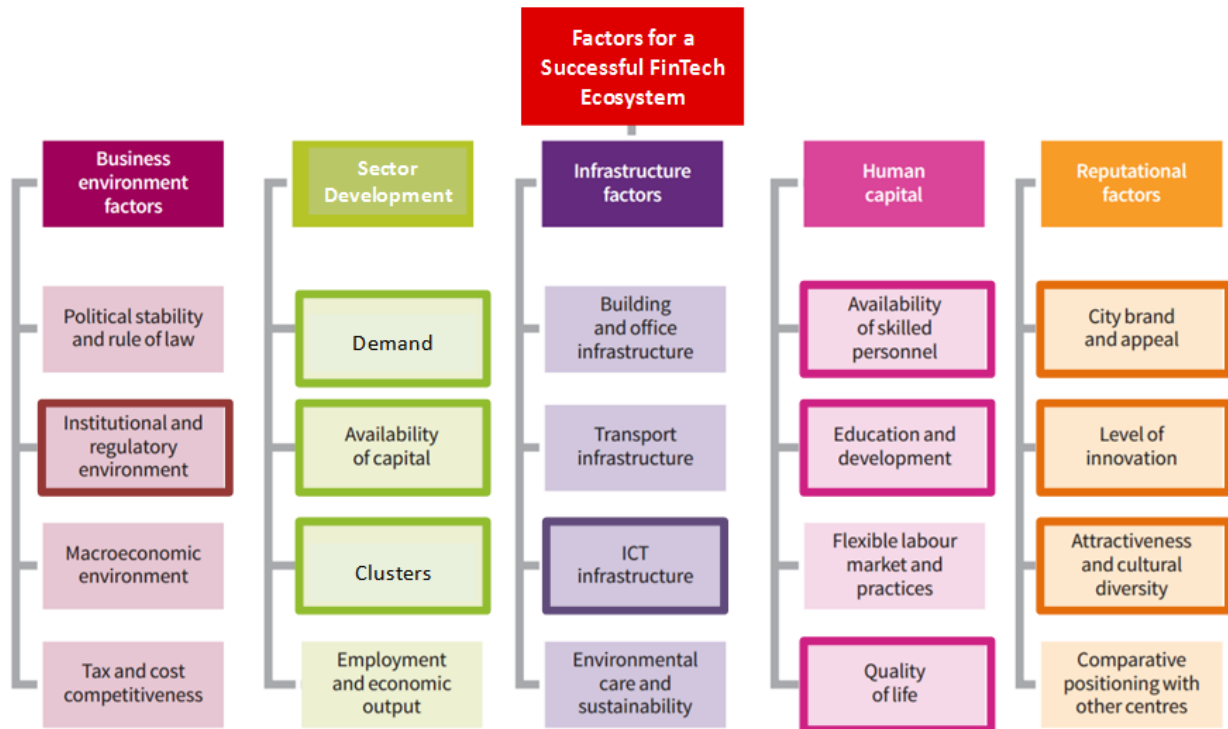 Factors for a
Successful FinTech
Ecosystem
Business
environment
factors
Sector
Development
Infrastructure
factors
Human
capital
Reputational
factors
Political stability
and rule of law
Demand
Building
and office
infrastructure
Availability
of skilled
personnel
City brand
and appeal
Institutional and
regulatory
environment
Availability
of capital
Transport
infrastructure
Education and
development
Level of
innovation
Macroeconomic
environment
Clusters
ICT
infrastructure
Flexible labour
market and
practices
Attractiveness
and cultural
diversity
Tax and cost
competitiveness
Employment
and economic
output
Environmental
care and
sustainability
Quality
of life
Comparative
positioning with
other centres